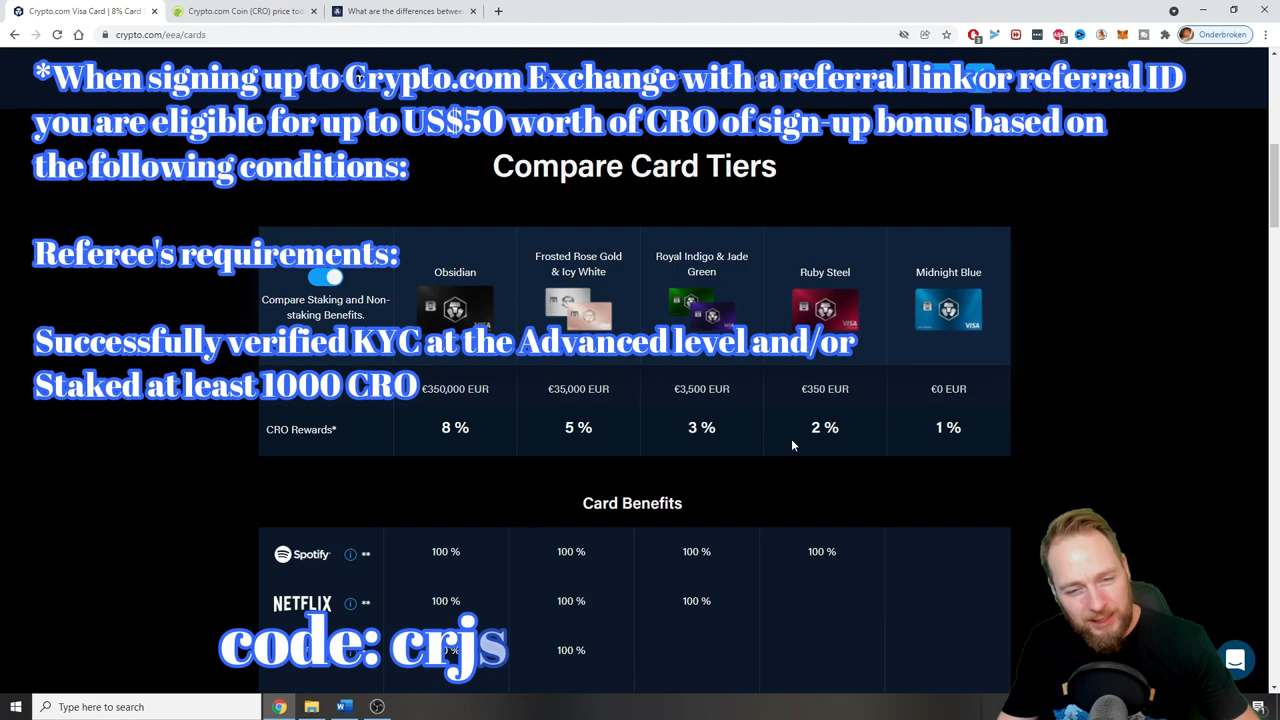 Crypto.com Visa Card | 8% Card
Crypto.com Coin (CRO) price tod
What are the differences betwee
crypto.com/eea/cards
Onderbroken
*When signing up to Crypto.com Exchange with a referral link or referral ID
you are eligible for up to US$50 worth of CRO of sign-up bonus based on
the following conditions:
Compare Card Tiers
Referee's requirements:
Compare Staking and Non-
staking Benefits.
Obsidian
Frosted Rose Gold
& Icy White
Royal Indigo & Jade
Green
Ruby Steel
Midnight Blue
Successfully verified KYC at the Advanced level and/or
Staked at least 1000 CRO
€350,000 EUR €35,000 EUR €3,500 EUR €350 EUR €0 EUR
CRO Rewards* 8 % 5 % 3 % 2 % 1 %
Card Benefits
Spotify ** 100 % 100 % 100 % 100 %
NETFLIX ** 100 % 100 % 100 %
code: crjs
100 %
Type here to search